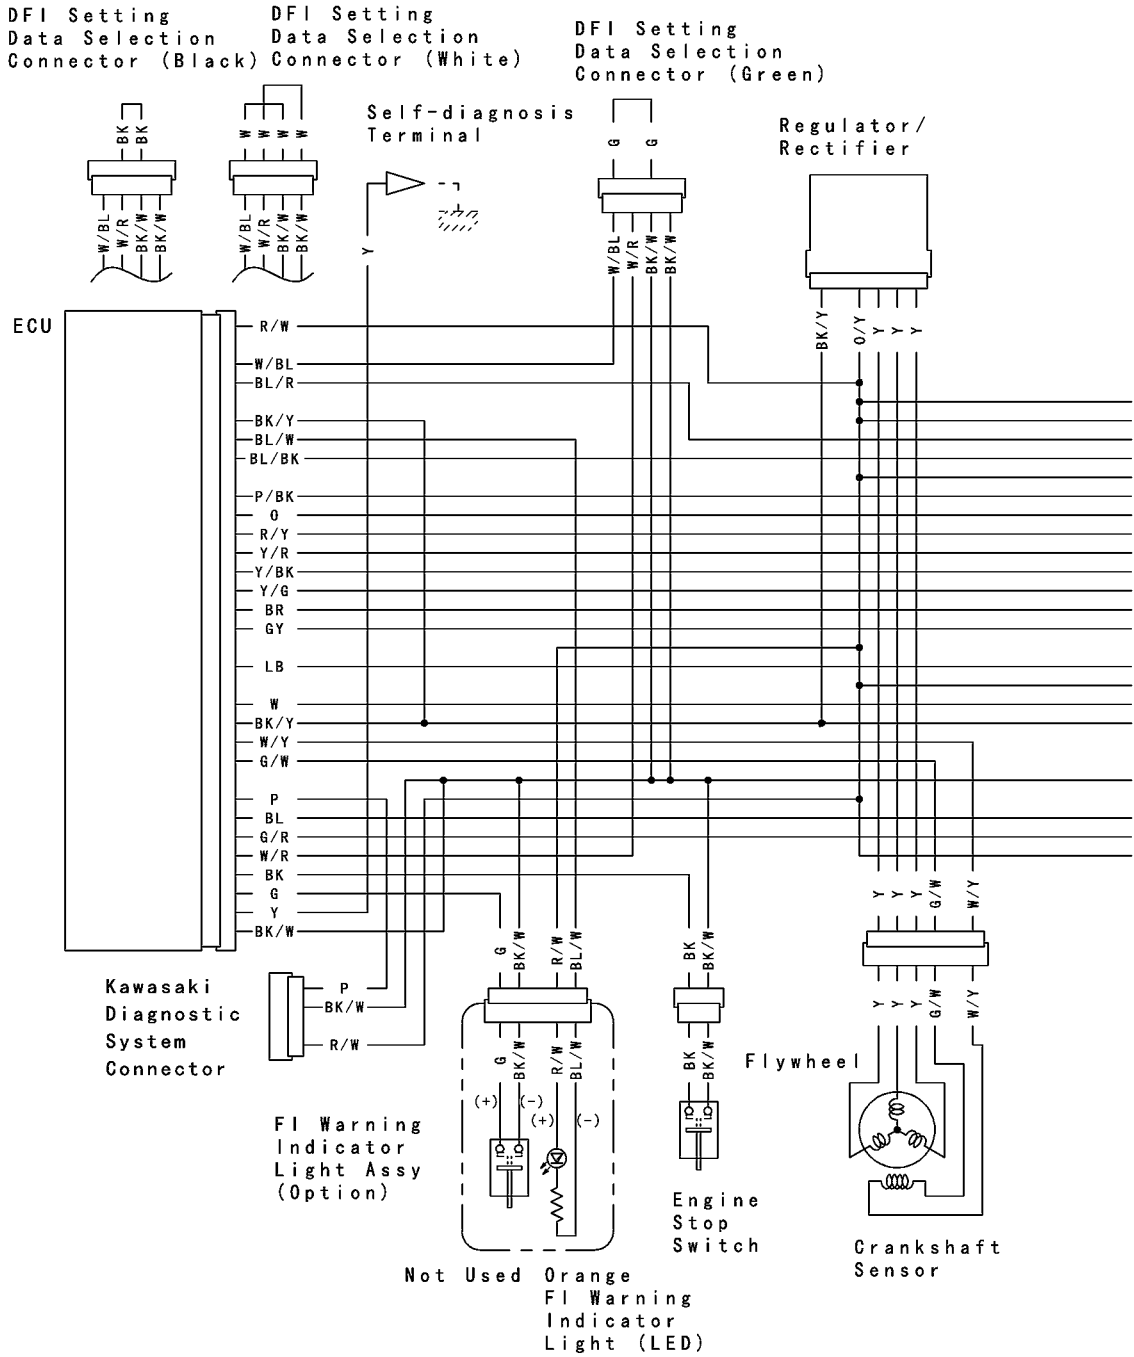 DFI Setting
Data Selection
Connector (Black)
DFI Setting
Data Selection
Connector (White)
DFI Setting
Data Selection
Connector (Green)
BK
BK
W
W
W
W
Self-diagnosis
Terminal
G
G
Regulator/
Rectifier
W/BL
W/R
BK/W
BK/W
W/BL
W/R
BK/W
BK/W
Y
W/BL
W/R
BK/W
BK/W
BK/Y
O/Y
Y
Y
Y
ECU
R/W
W/BL
BL/R
BK/Y
BL/W
BL/BK
P/BK
O
R/Y
Y/R
Y/BK
Y/G
BR
GY
LB
W
BK/Y
W/Y
G/W
P
BL
G/R
W/R
BK
G
Y
BK/W
Y
Y
Y
G/W
W/Y
G
BK/W
R/W
BL/W
BK
BK/W
Kawasaki
Diagnostic
System
Connector
P
BK/W
R/W
Y
Y
Y
G/W
W/Y
G
BK/W
R/W
BL/W
BK
BK/W
Flywheel
(+)
(-)
(+)
(-)
FI Warning
Indicator
Light Assy
(Option)
Engine
Stop
Switch
Crankshaft
Sensor
Not Used
Orange
FI Warning
Indicator
Light (LED)